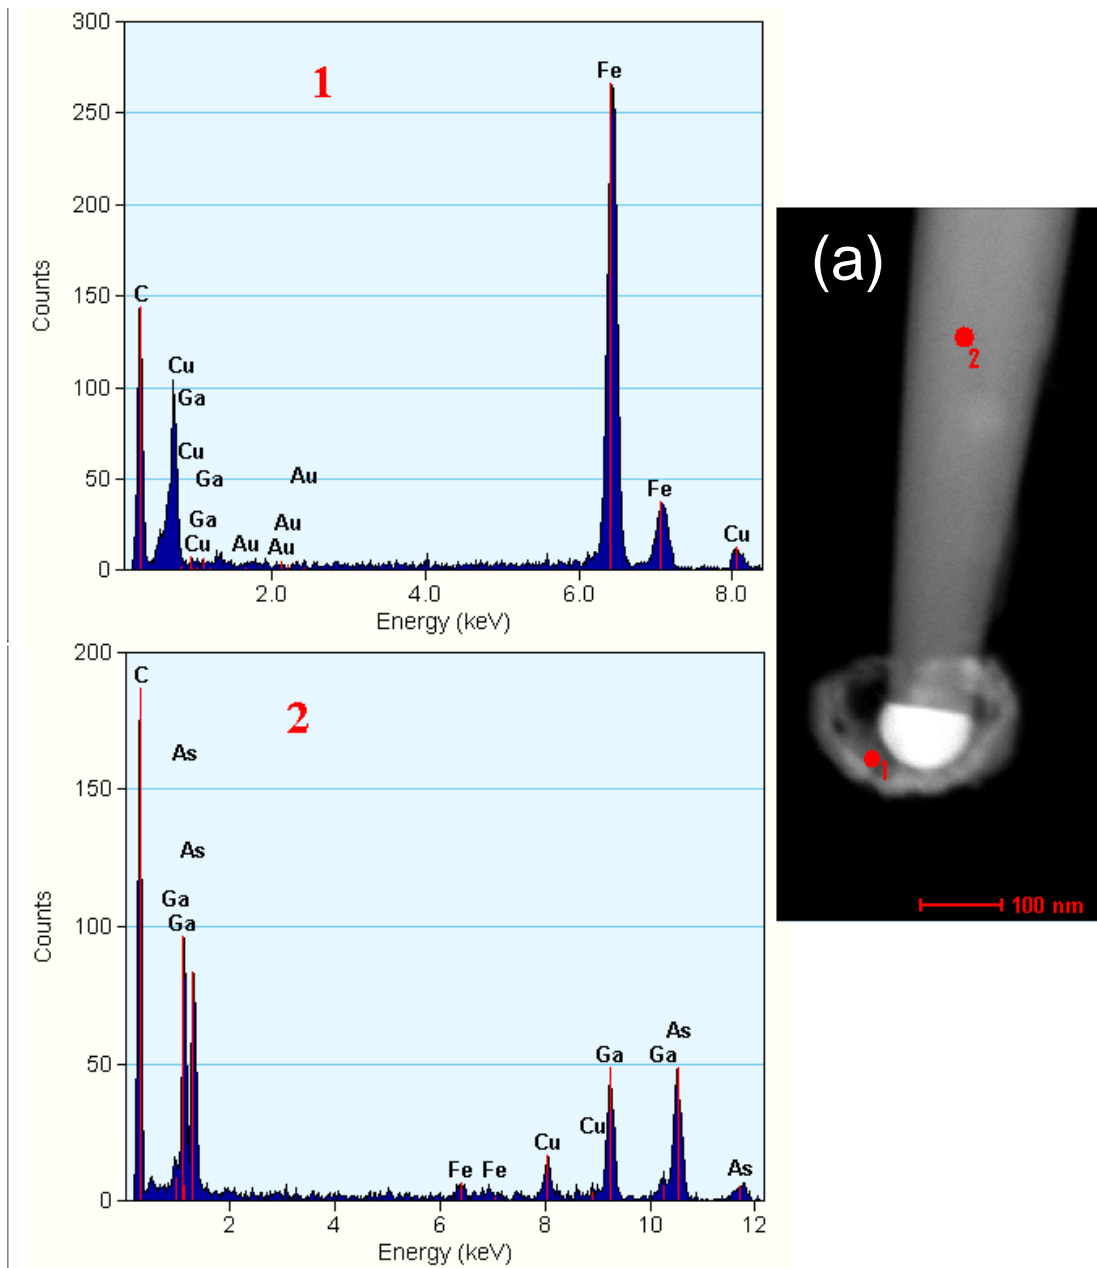 300
250
200
150
100
50
0
Counts
1
C
Cu
Ga
Cu
Ga
Ga
Cu
Au
Au
Au
Au
Fe
Fe
Cu
2.0 4.0 6.0 8.0
Energy (keV)
200
150
100
50
0
Counts
2
C
As
As
Ga
Ga
Fe Fe
Cu
Cu
Ga
Ga
As
As
2 4 6 8 10 12
Energy (keV)
(a)
2
1
100 nm